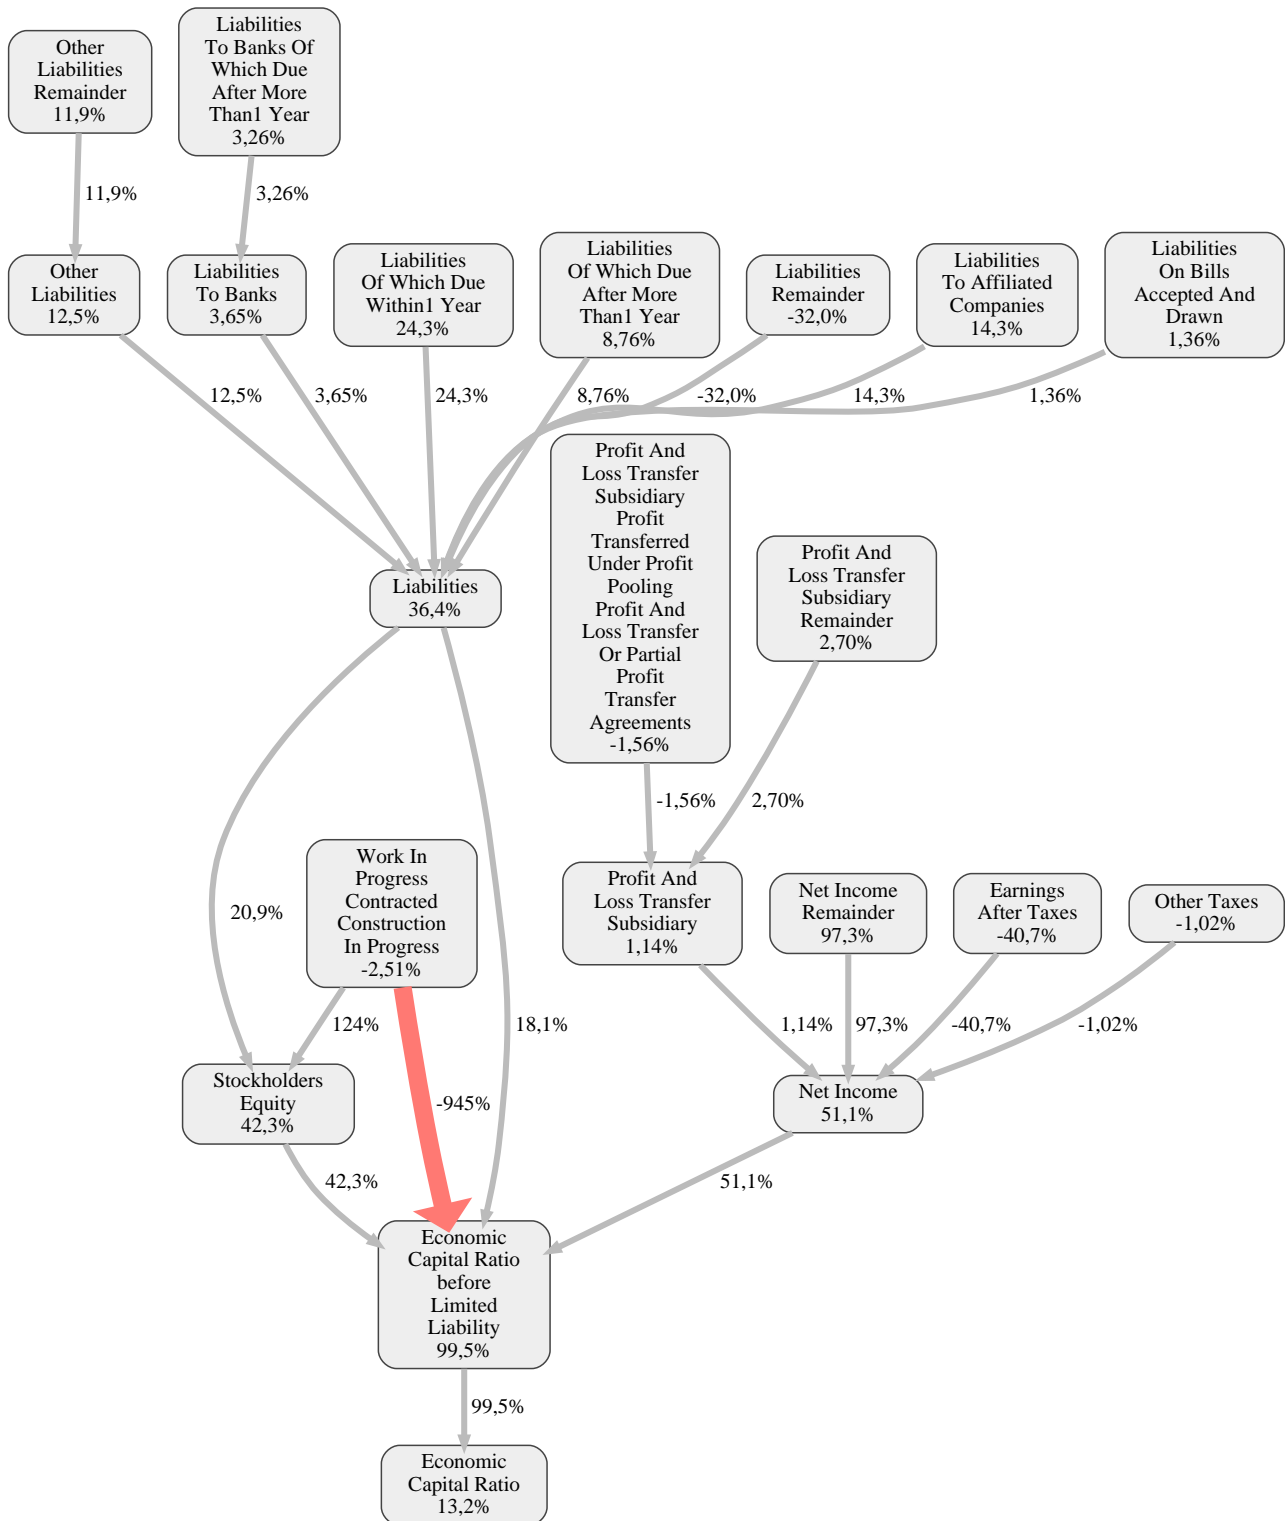 Other
Liabilities
Remainder
11,9%
Liabilities
To Banks Of
Which Due
After More
Than1 Year
3,26%
11,9%
3,26%
Other
Liabilities
12,5%
Liabilities
To Banks
3,65%
Liabilities
Of Which Due
Within1 Year
24,3%
Liabilities
Of Which Due
After More
Than1 Year
8,76%
Liabilities
Remainder
-32,0%
Liabilities
To Affiliated
Companies
14,3%
Liabilities
On Bills
Accepted And
Drawn
1,36%
12,5%
3,65%
24,3%
8,76%
-32,0%
14,3%
1,36%
Profit And
Loss Transfer
Subsidiary
Profit
Transferred
Under Profit
Pooling
Profit And
Loss Transfer
Or Partial
Profit
Transfer
Agreements
-1,56%
Profit And
Loss Transfer
Subsidiary
Remainder
2,70%
Liabilities
36,4%
-1,56%
2,70%
Work In
Progress
Contracted
Construction
In Progress
-2,51%
Profit And
Loss Transfer
Subsidiary
1,14%
Net Income
Remainder
97,3%
Earnings
After Taxes
-40,7%
Other Taxes
-1,02%
20,9%
124%
18,1%
1,14%
97,3%
-40,7%
-1,02%
Stockholders
Equity
42,3%
-945%
Net Income
51,1%
42,3%
51,1%
Economic
Capital Ratio
before
Limited
Liability
99,5%
99,5%
Economic
Capital Ratio
13,2%